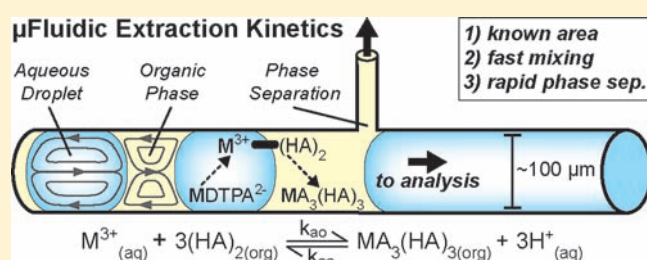 µFluidic Extraction Kinetics
1) known area
2) fast mixing
3) rapid phase sep.
Aqueous
Droplet
Organic
Phase
Phase
Separation
M³⁺
(HA)₂
MDTPA²⁻
MA₃(HA)₃
to analysis
~100 µm
k_ao
M³⁺(aq) + 3(HA)₂(org) ⇌ MA₃(HA)₃(org) + 3H⁺(aq)